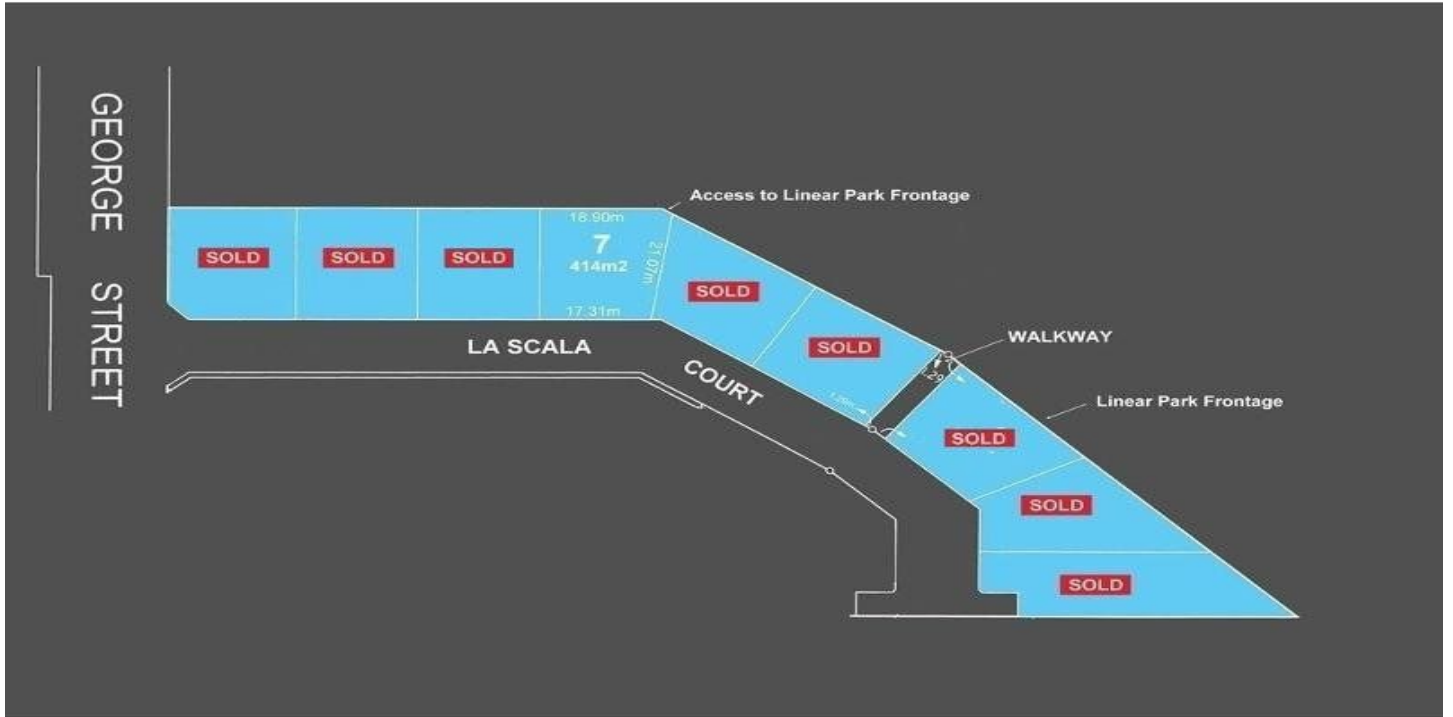 GEORGE STREET
Access to Linear Park Frontage
18.90m
7
414m2
21.07m
17.31m
SOLD
SOLD
SOLD
SOLD
SOLD
LA SCALA
COURT
WALKWAY
Linear Park Frontage
SOLD
SOLD
SOLD